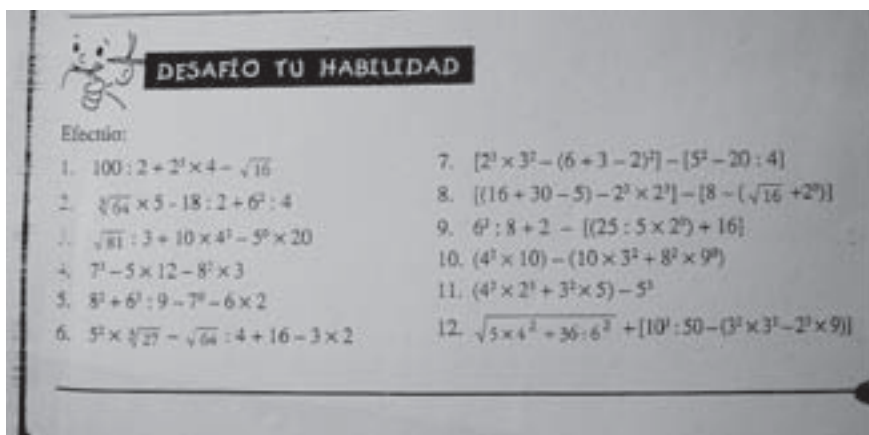 DESAFÍO TU HABILIDAD
Efectúo:
1. 100 : 2 + 2³ × 4 – √16
2. ∛64 × 5 - 18 : 2 + 6² : 4
3. √81 : 3 + 10 × 4² – 5⁰ × 20
4. 7³ – 5 × 12 – 8² × 3
5. 8² + 6² : 9 – 7⁰ – 6 × 2
6. 5² × ∛27 – √64 : 4 + 16 – 3 × 2
7. [2³ × 3² – (6 + 3 – 2)²] – [5² – 20 : 4]
8. [(16 + 30 – 5) – 2² × 2³] – [8 – (√16 + 2⁰)]
9. 6² : 8 + 2 – [(25 : 5 × 2⁰) + 16]
10. (4² × 10) – (10 × 3² + 8² × 9⁰)
11. (4² × 2³ + 3² × 5) – 5³
12. √5 × 4² + 36 : 6² + [10³ : 50 – (3² × 3² – 2³ × 9)]